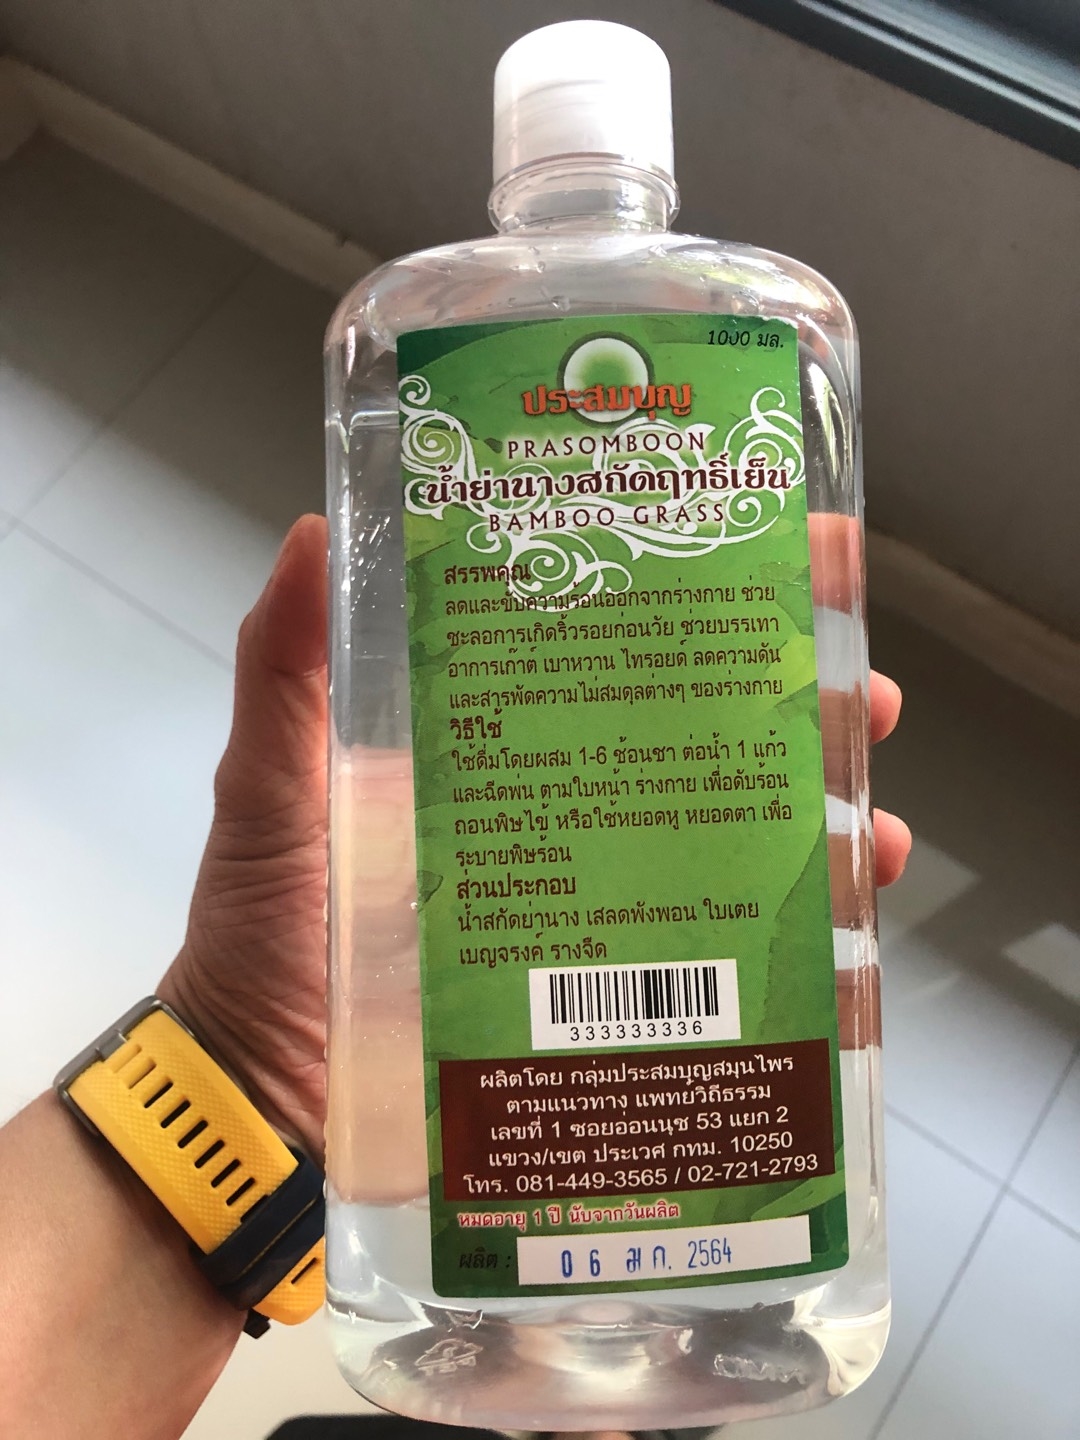 1000 มล.
ประสมบุญ
PRASOMBOON
น้ำย่านางสกัดฤทธิ์เย็น
BAMBOO GRASS
สรรพคุณ
ลดและขับความร้อนออกจากร่างกาย ช่วย
ชะลอการเกิดริ้วรอยก่อนวัย ช่วยบรรเทา
อาการเก๊าต์ เบาหวาน ไทรอยด์ ลดความดัน
และสารพัดความไม่สมดุลต่างๆ ของร่างกาย
วิธีใช้
ใช้ดื่มโดยผสม 1-6 ช้อนชา ต่อน้ำ 1 แก้ว
และฉีดพ่น ตามใบหน้า ร่างกาย เพื่อดับร้อน
ถอนพิษไข้ หรือใช้หยอดหู หยอดตา เพื่อ
ระบายพิษร้อน
ส่วนประกอบ
น้ำสกัดย่านาง เสลดพังพอน ใบเตย
เบญจรงค์ รางจืด
333333336
ผลิตโดย กลุ่มประสมบุญสมุนไพร
ตามแนวทาง แพทย์วิถีธรรม
เลขที่ 1 ซอยอ่อนนุช 53 แยก 2
แขวง/เขต ประเวศ กทม. 10250
โทร. 081-449-3565 / 02-721-2793
หมดอายุ 1 ปี นับจากวันผลิต
ผลิต : 06 ม.ค. 2564